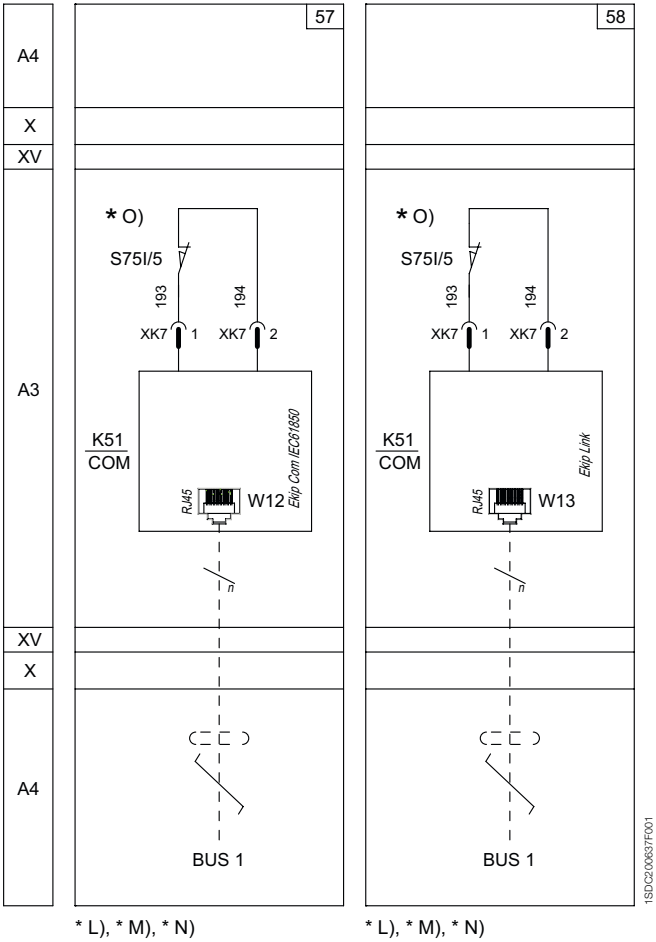 A4
X
XV
A3
XV
X
A4
57
* O)
S75I/5
193
194
XK7
1
XK7
2
K51
COM
Ekip Com IEC61850
RJ45
W12
n
BUS 1
* L), * M), * N)
58
* O)
S75I/5
193
194
XK7
1
XK7
2
K51
COM
Ekip Link
RJ45
W13
n
BUS 1
* L), * M), * N)
1SDC200637F001